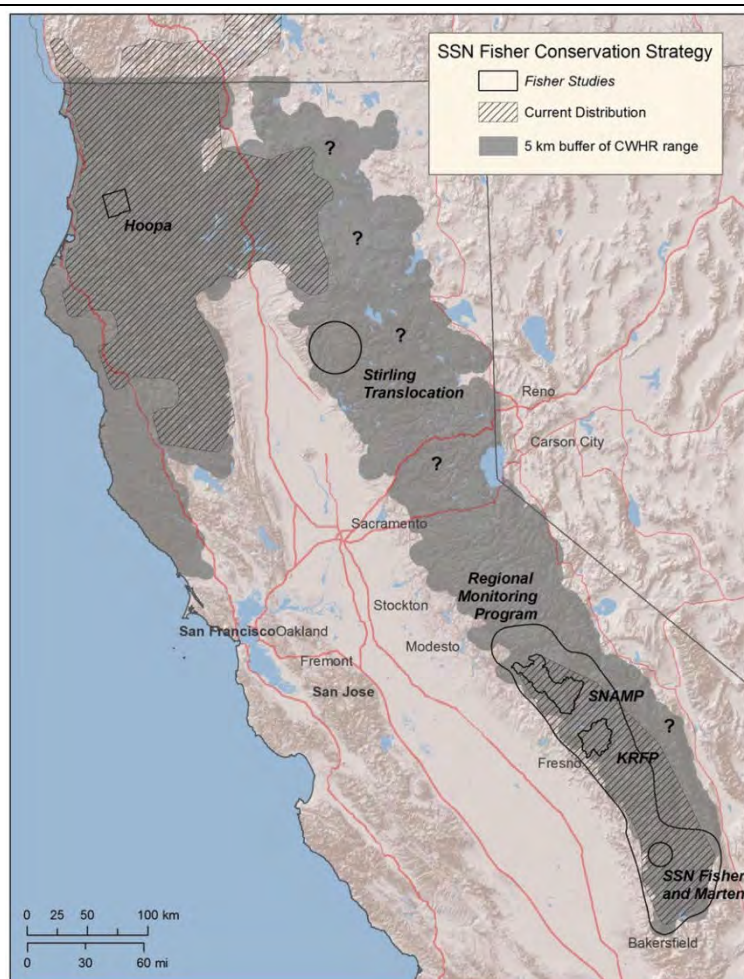 SSN Fisher Conservation Strategy
Fisher Studies
Current Distribution
5 km buffer of CWHR range
?
Hoopa
?
?
Stirling
Translocation
Reno
Carson City
?
Sacramento
Regional
Monitoring
Program
Stockton
San Francisco
Oakland
Modesto
Fremont
San Jose
SNAMP
?
KRFP
Fresno
SSN Fisher
and Marten
0 25 50 100 km
0 30 60 mi
Bakersfield